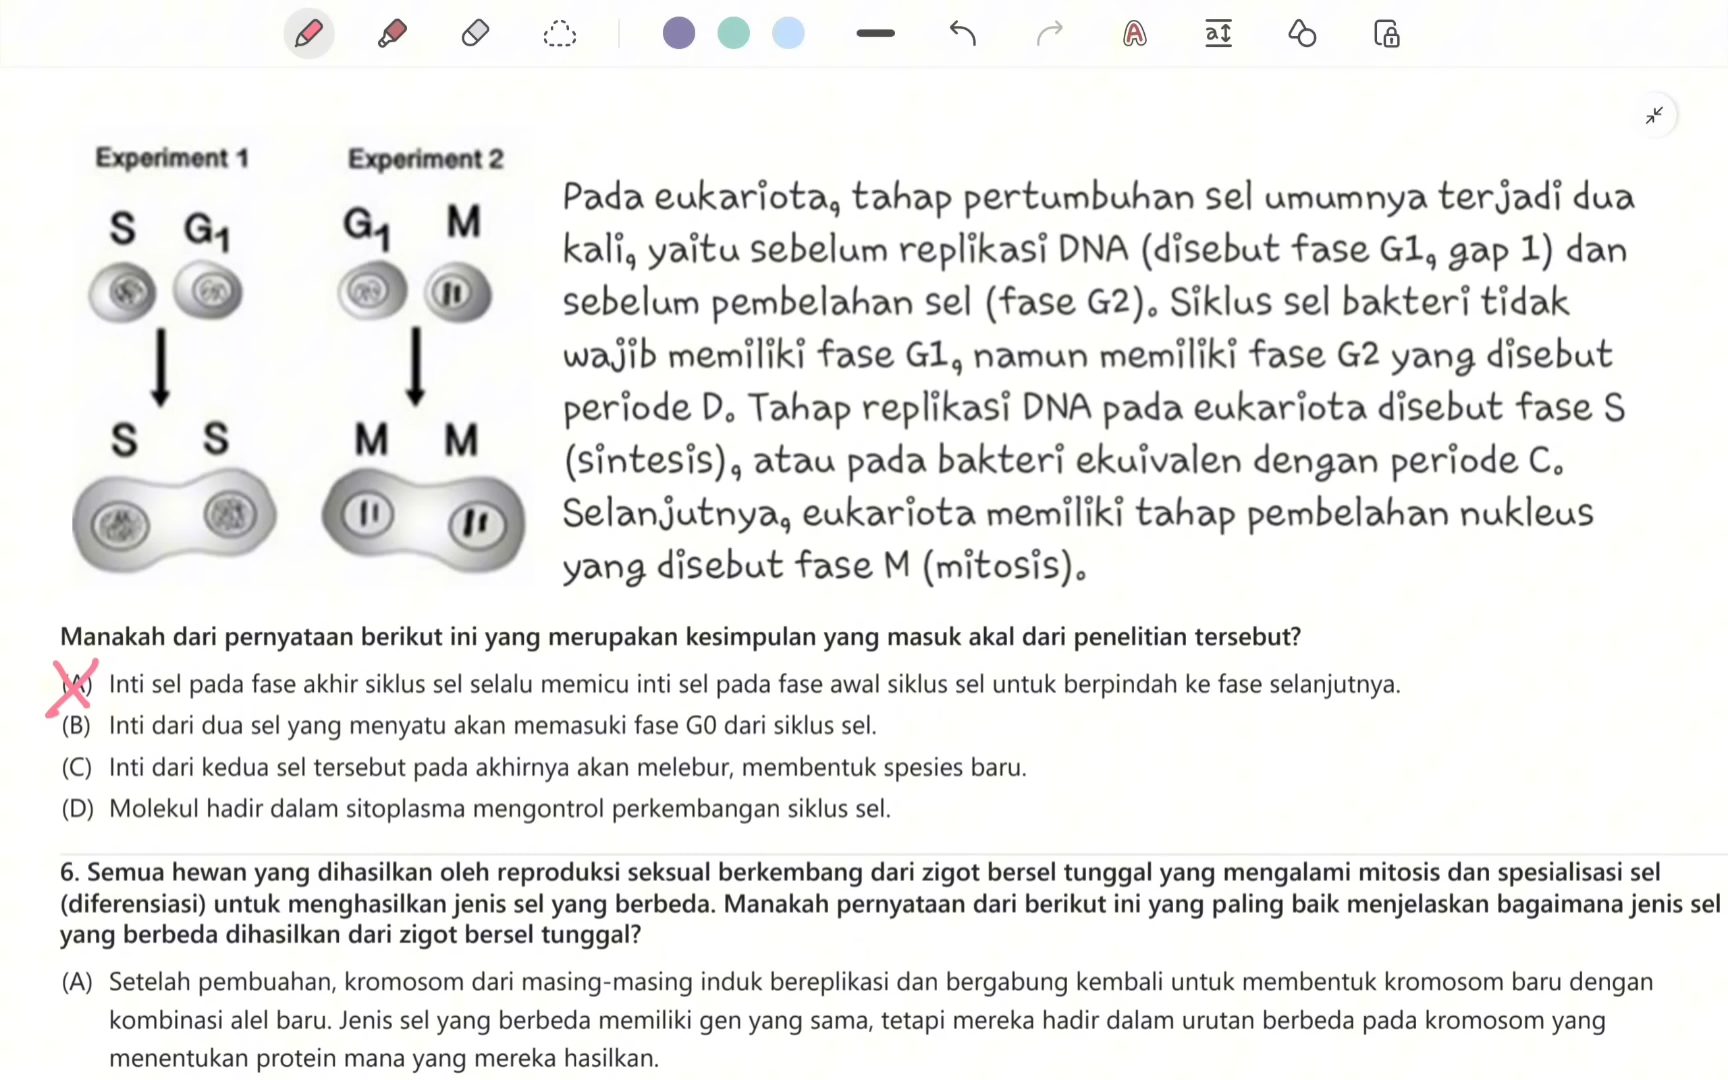 Experiment 1
Experiment 2
S G1
G1 M
S S
M M
Pada eukariota, tahap pertumbuhan sel umumnya terjadi dua
kali, yaitu sebelum replikasi DNA (disebut fase G1, gap 1) dan
sebelum pembelahan sel (fase G2). Siklus sel bakteri tidak
wajib memiliki fase G1, namun memiliki fase G2 yang disebut
periode D. Tahap replikasi DNA pada eukariota disebut fase S
(sintesis), atau pada bakteri ekuivalen dengan periode C.
Selanjutnya, eukariota memiliki tahap pembelahan nukleus
yang disebut fase M (mitosis).
Manakah dari pernyataan berikut ini yang merupakan kesimpulan yang masuk akal dari penelitian tersebut?
(A) Inti sel pada fase akhir siklus sel selalu memicu inti sel pada fase awal siklus sel untuk berpindah ke fase selanjutnya.
(B) Inti dari dua sel yang menyatu akan memasuki fase G0 dari siklus sel.
(C) Inti dari kedua sel tersebut pada akhirnya akan melebur, membentuk spesies baru.
(D) Molekul hadir dalam sitoplasma mengontrol perkembangan siklus sel.
6. Semua hewan yang dihasilkan oleh reproduksi seksual berkembang dari zigot bersel tunggal yang mengalami mitosis dan spesialisasi sel
(diferensiasi) untuk menghasilkan jenis sel yang berbeda. Manakah pernyataan dari berikut ini yang paling baik menjelaskan bagaimana jenis sel
yang berbeda dihasilkan dari zigot bersel tunggal?
(A) Setelah pembuahan, kromosom dari masing-masing induk bereplikasi dan bergabung kembali untuk membentuk kromosom baru dengan
kombinasi alel baru. Jenis sel yang berbeda memiliki gen yang sama, tetapi mereka hadir dalam urutan berbeda pada kromosom yang
menentukan protein mana yang mereka hasilkan.